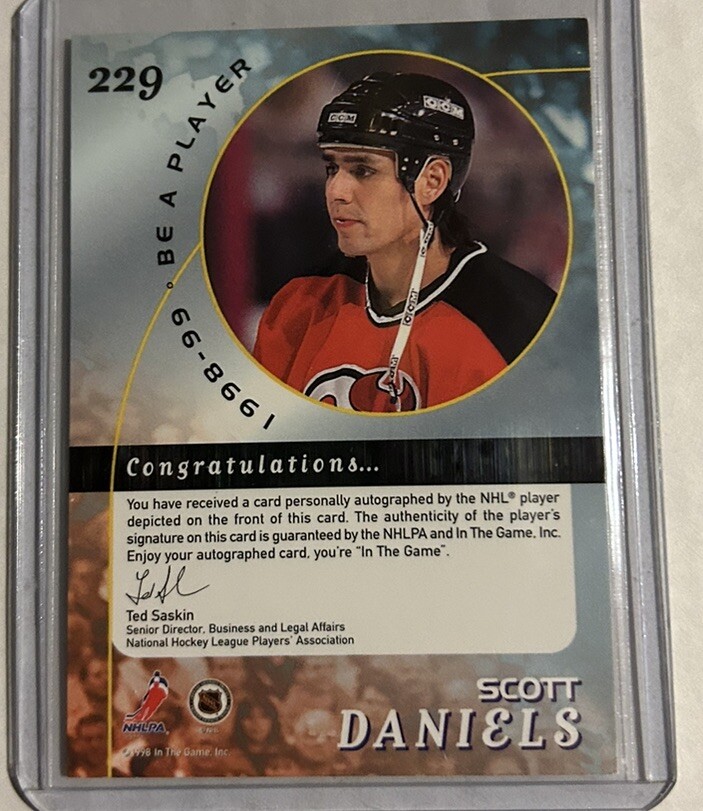 229
1998-99 ° BE A PLAYER
CCM
CCM
CCM
CCM
Congratulations...
You have received a card personally autographed by the NHL® player
depicted on the front of this card. The authenticity of the player's
signature on this card is guaranteed by the NHLPA and In The Game, Inc.
Enjoy your autographed card, you're "In The Game".
Ted Saskin
Senior Director, Business and Legal Affairs
National Hockey League Players' Association
NHLPA
©1998 In The Game, Inc.
SCOTT
DANIELS